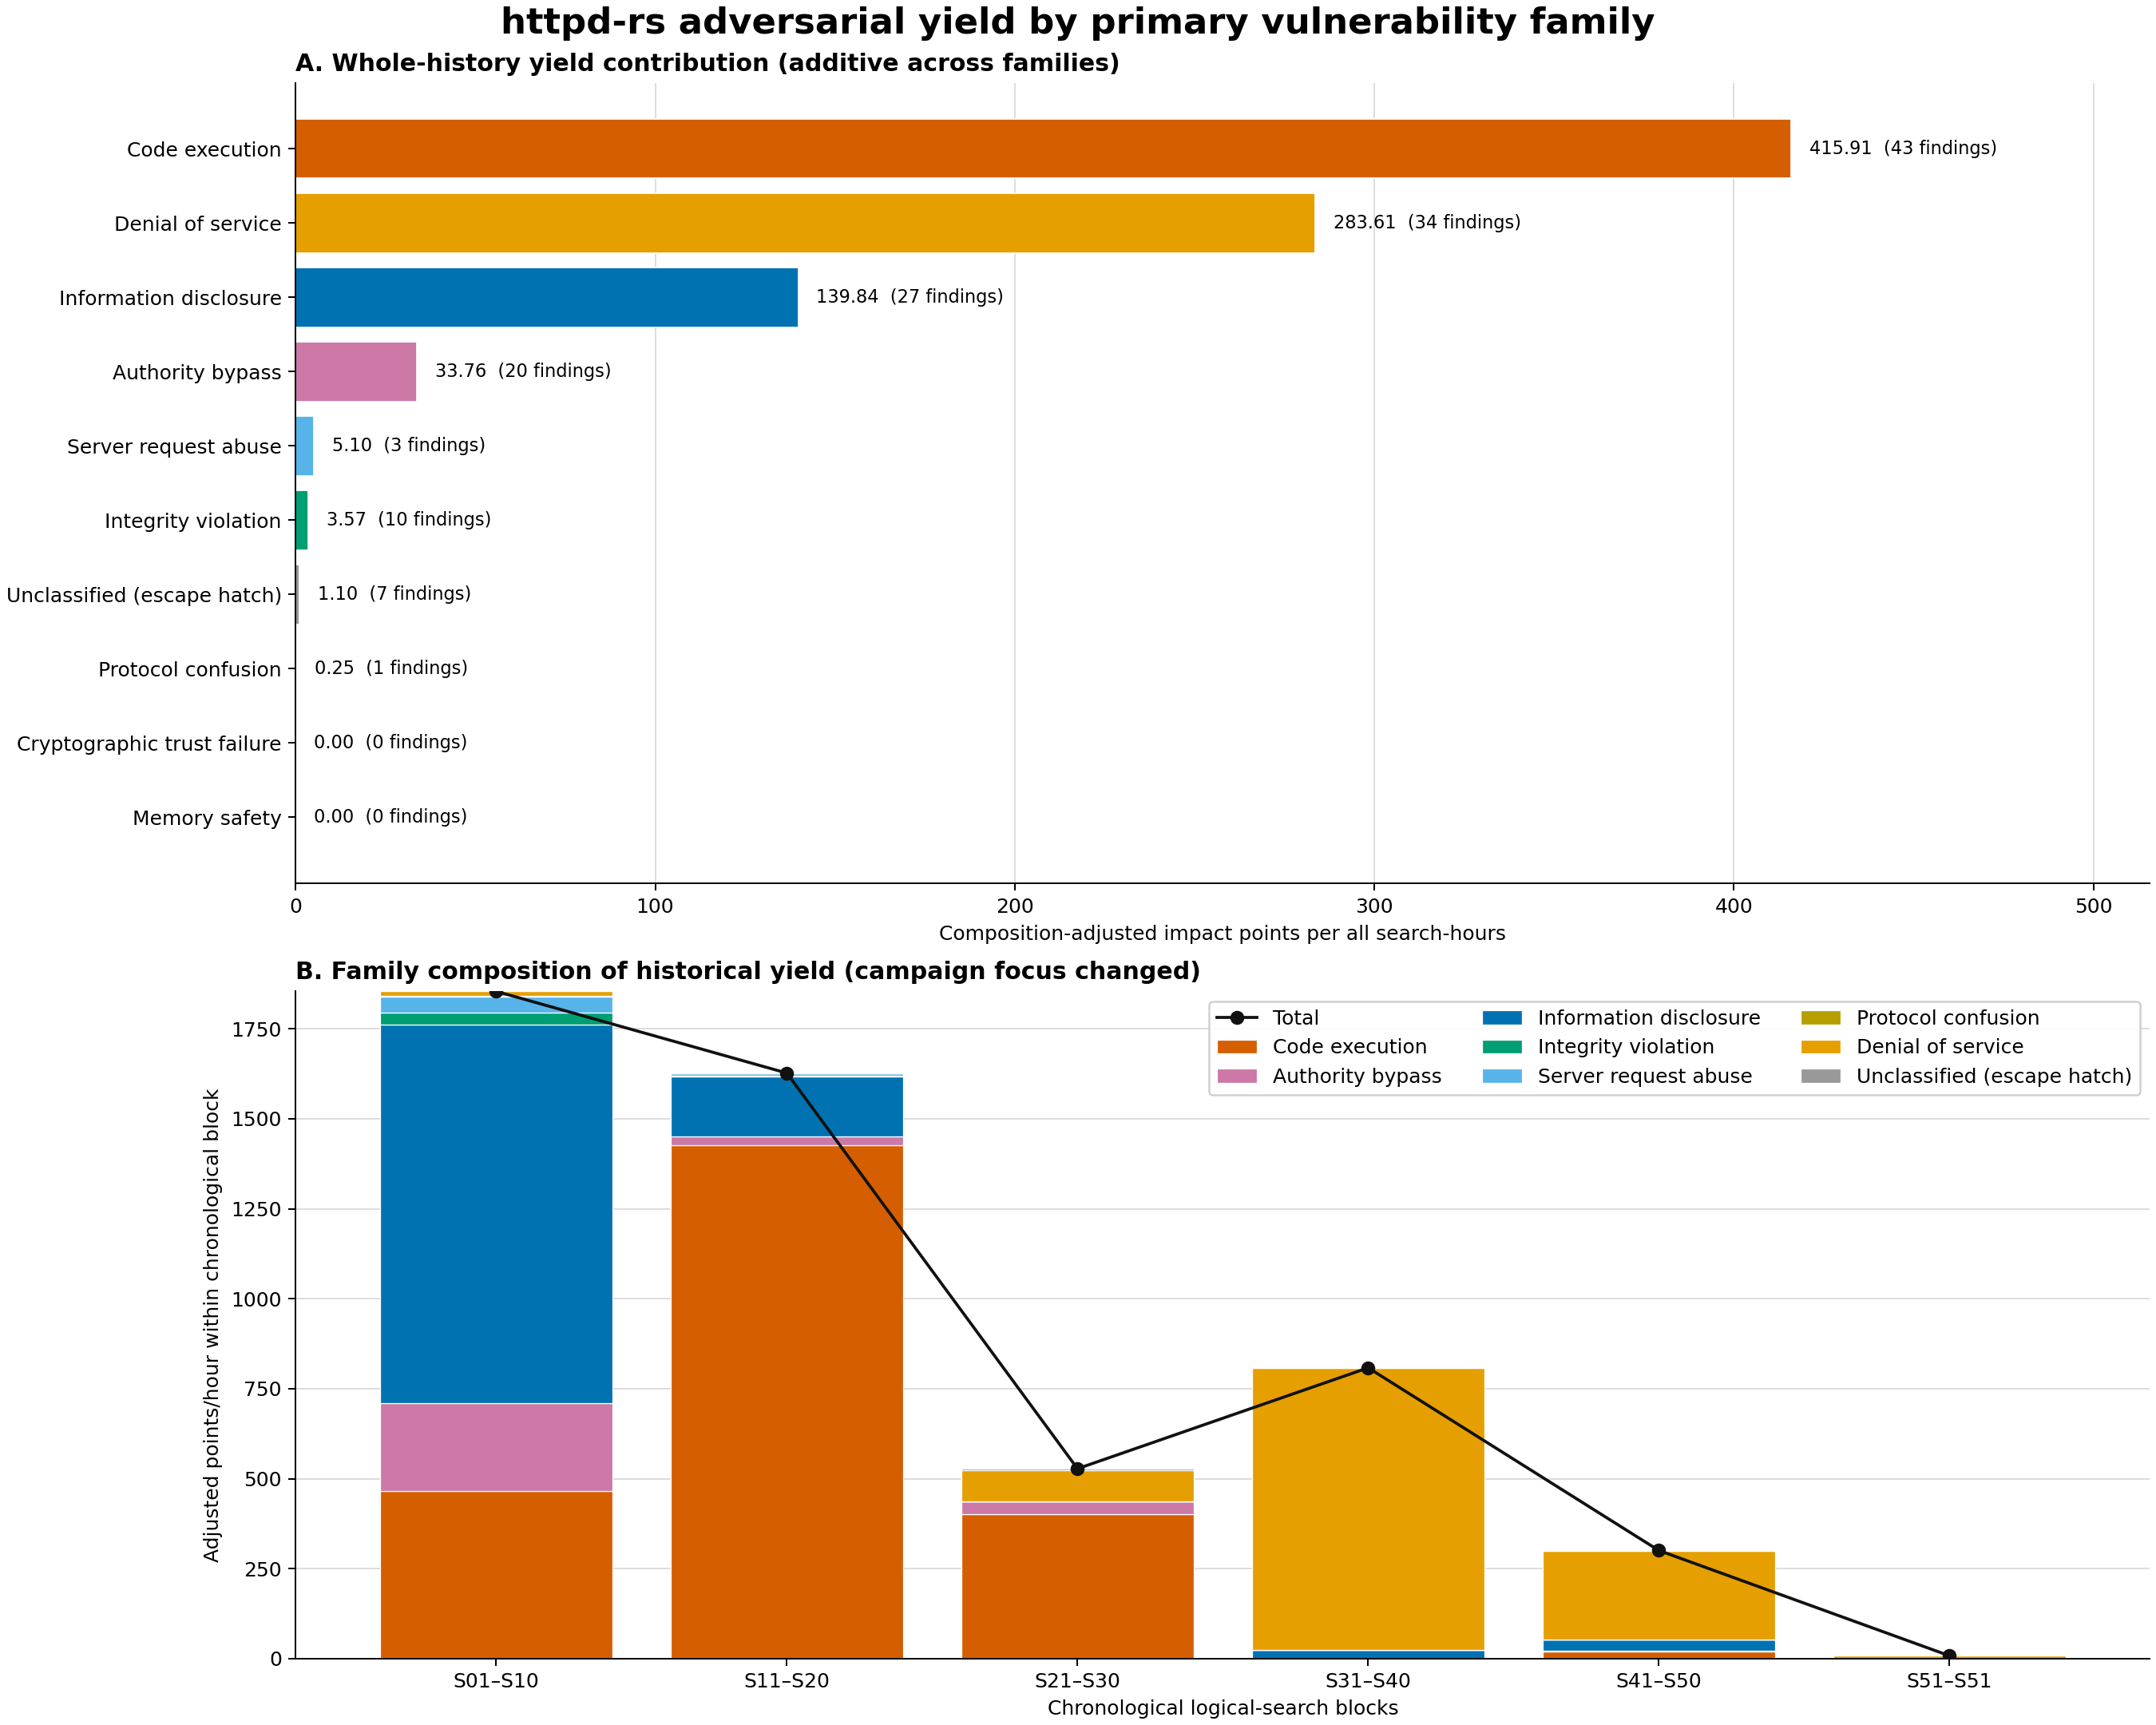 httpd-rs adversarial yield by primary vulnerability family
A. Whole-history yield contribution (additive across families)
Code execution
415.91 (43 findings)
Denial of service
283.61 (34 findings)
Information disclosure
139.84 (27 findings)
Authority bypass
33.76 (20 findings)
Server request abuse
5.10 (3 findings)
Integrity violation
3.57 (10 findings)
Unclassified (escape hatch)
1.10 (7 findings)
Protocol confusion
0.25 (1 findings)
Cryptographic trust failure
0.00 (0 findings)
Memory safety
0.00 (0 findings)
0 100 200 300 400 500
Composition-adjusted impact points per all search-hours
B. Family composition of historical yield (campaign focus changed)
Adjusted points/hour within chronological block
1750
1500
1250
1000
750
500
250
0
Total
Code execution
Authority bypass
Information disclosure
Integrity violation
Server request abuse
Protocol confusion
Denial of service
Unclassified (escape hatch)
S01–S10 S11–S20 S21–S30 S31–S40 S41–S50 S51–S51
Chronological logical-search blocks